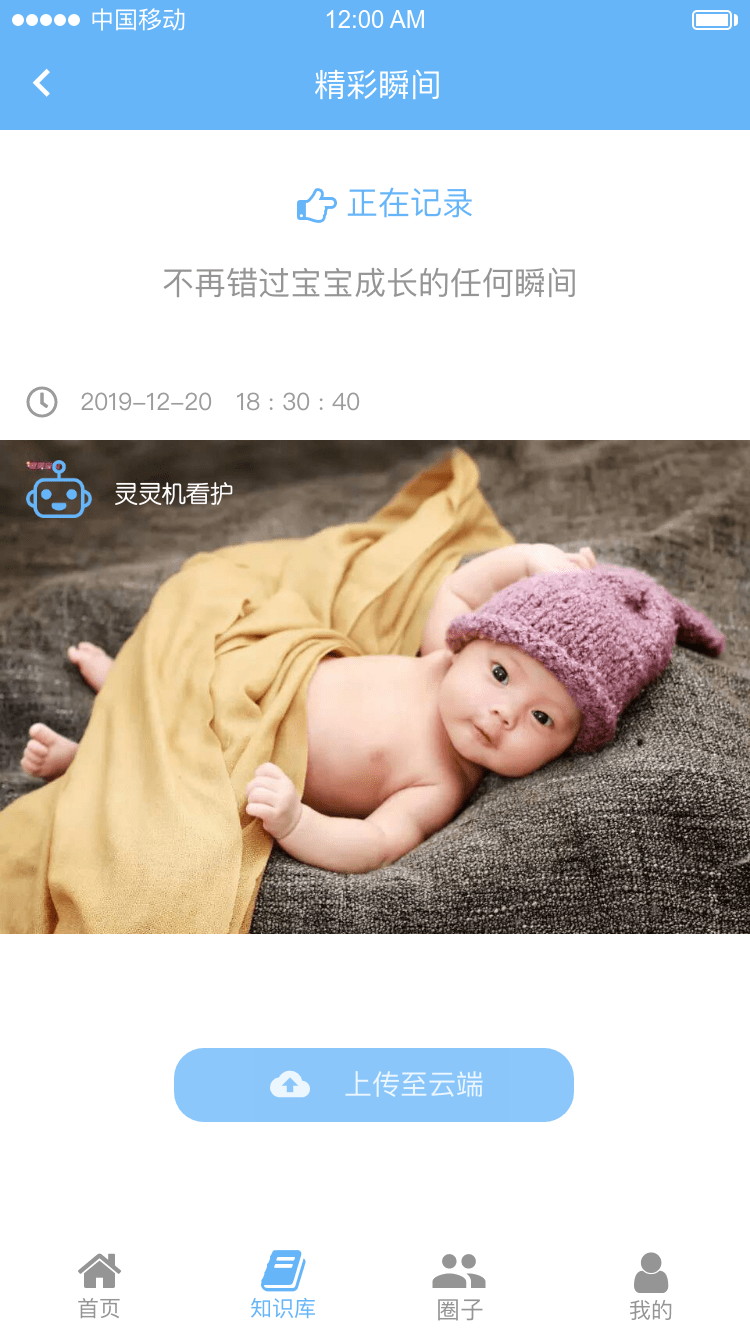 中国移动 12:00 AM
精彩瞬间
正在记录
不再错过宝宝成长的任何瞬间
2019-12-20 18 : 30 : 40
灵灵机看护
上传至云端
首页 知识库 圈子 我的